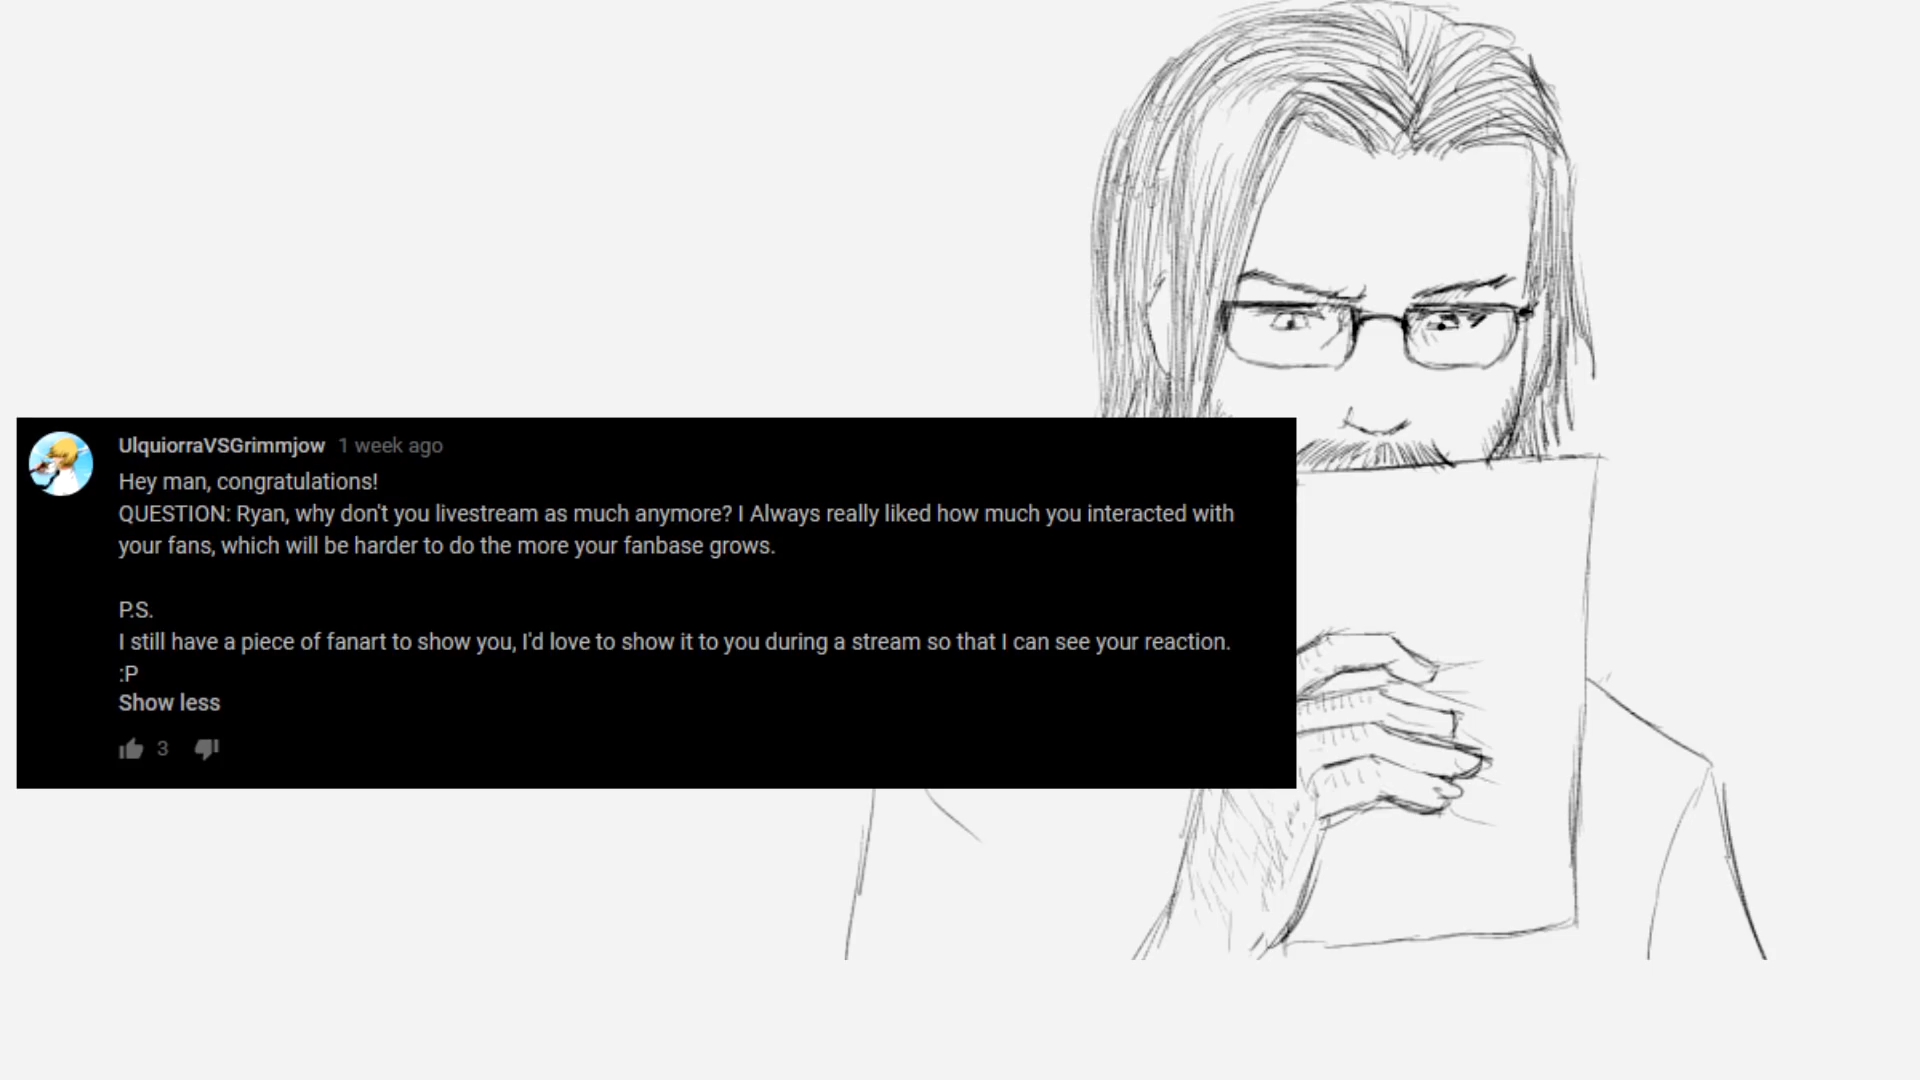 UlquiorraVSGrimmjow 1 week ago
Hey man, congratulations!
QUESTION: Ryan, why don't you livestream as much anymore? I Always really liked how much you interacted with
your fans, which will be harder to do the more your fanbase grows.
P.S.
I still have a piece of fanart to show you, I'd love to show it to you during a stream so that I can see your reaction.
:P
Show less
3